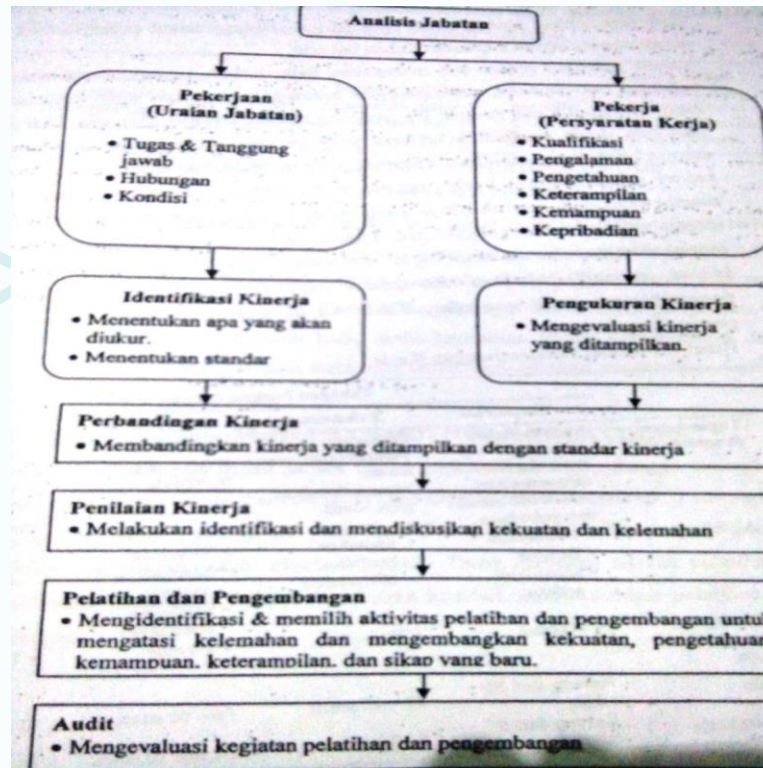 Analisis Jabatan
Pekerjaan
(Uraian Jabatan)
• Tugas & Tanggung
jawab
• Hubungan
• Kondisi
Pekerja
(Persyaratan Kerja)
• Kualifikasi
• Pengalaman
• Pengetahuan
• Keterampilan
• Kemampuan
• Kepribadian
Identifikasi Kinerja
• Menentukan apa yang akan
diukur.
• Menentukan standar
Pengukuran Kinerja
• Mengevaluasi kinerja
yang ditampilkan.
Perbandingan Kinerja
• Membandingkan kinerja yang ditampilkan dengan standar kinerja
Penilaian Kinerja
• Melakukan identifikasi dan mendiskusikan kekuatan dan kelemahan
Pelatihan dan Pengembangan
• Mengidentifikasi & memilih aktivitas pelatihan dan pengembangan untuk
mengatasi kelemahan dan mengembangkan kekuatan, pengetahuan
kemampuan, keterampilan, dan sikap yang baru.
Audit
• Mengevaluasi kegiatan pelatihan dan pengembangan